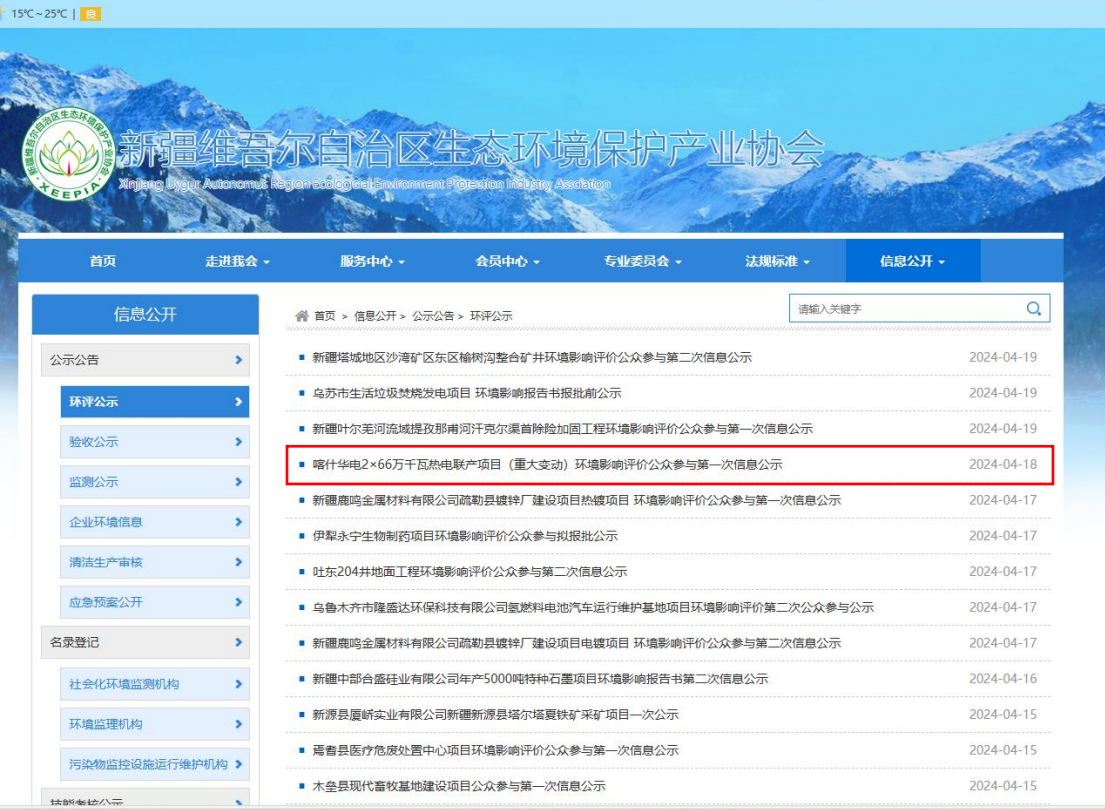 15℃~25℃ | 良
新疆维吾尔自治区生态环境保护产业协会
Xinjiang Uygur Autonomous Region Ecological Environment Protection Industry Association
新疆维吾尔自治区生态环境保护产业协会
XEEPIA
首页 走进我会 服务中心 会员中心 专业委员会 法规标准 信息公开
信息公开
首页 > 信息公开 > 公示公告 > 环评公示
请输入关键字
公示公告
环评公示
验收公示
监测公示
企业环境信息
清洁生产审核
应急预案公开
名录登记
社会化环境监测机构
环境监理机构
污染物监控设施运行维护机构
技能考核公示
新疆塔城地区沙湾矿区东区榆树沟整合矿井环境影响评价公众参与第二次信息公示 2024-04-19
乌苏市生活垃圾焚烧发电项目 环境影响报告书报批前公示 2024-04-19
新疆叶尔羌河流域提孜那甫河汗克尔渠首除险加固工程环境影响评价公众参与第一次信息公示 2024-04-19
喀什华电2×66万千瓦热电联产项目（重大变动）环境影响评价公众参与第一次信息公示 2024-04-18
新疆鹿鸣金属材料有限公司疏勒县镀锌厂建设项目热镀项目 环境影响评价公众参与第一次信息公示 2024-04-17
伊犁永宁生物制药项目环境影响评价公众参与拟报批公示 2024-04-17
吐东204井地面工程环境影响评价公众参与第二次信息公示 2024-04-17
乌鲁木齐市隆盛达环保科技有限公司氢燃料电池汽车运行维护基地项目环境影响评价第二次公众参与公示 2024-04-17
新疆鹿鸣金属材料有限公司疏勒县镀锌厂建设项目电镀项目 环境影响评价公众参与第二次信息公示 2024-04-17
新疆中部合盛硅业有限公司年产5000吨特种石墨项目环境影响报告书第二次信息公示 2024-04-16
新源县厦峤实业有限公司新疆新源县塔尔塔夏铁矿采矿项目一次公示 2024-04-15
焉耆县医疗危废处置中心项目环境影响评价公众参与第一次信息公示 2024-04-15
木垒县现代畜牧基地建设项目公众参与第一次信息公示 2024-04-15